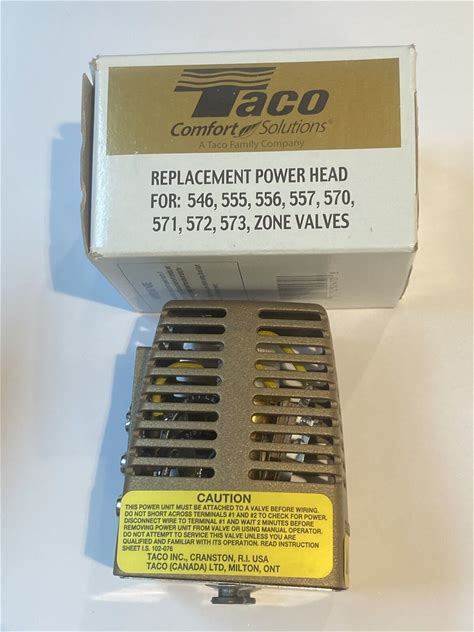 Taco
Comfort Solutions®
A Taco Family Company
REPLACEMENT POWER HEAD
FOR: 546, 555, 556, 557, 570,
571, 572, 573, ZONE VALVES
CAUTION
THIS POWER UNIT MUST BE ATTACHED TO A VALVE BEFORE WIRING.
DO NOT SHORT ACROSS TERMINALS #1 AND #2 TO CHECK FOR POWER.
DISCONNECT WIRE TO TERMINAL #1 AND WAIT 2 MINUTES BEFORE
REMOVING POWER UNIT FROM VALVE OR USING MANUAL OPERATOR.
DO NOT ATTEMPT TO SERVICE THIS VALVE UNLESS YOU ARE
QUALIFIED AND FAMILIAR WITH ITS OPERATION. READ INSTRUCTION
SHEET I.S. 102-076
TACO INC., CRANSTON, R.I. USA
TACO (CANADA) LTD, MILTON, ONT